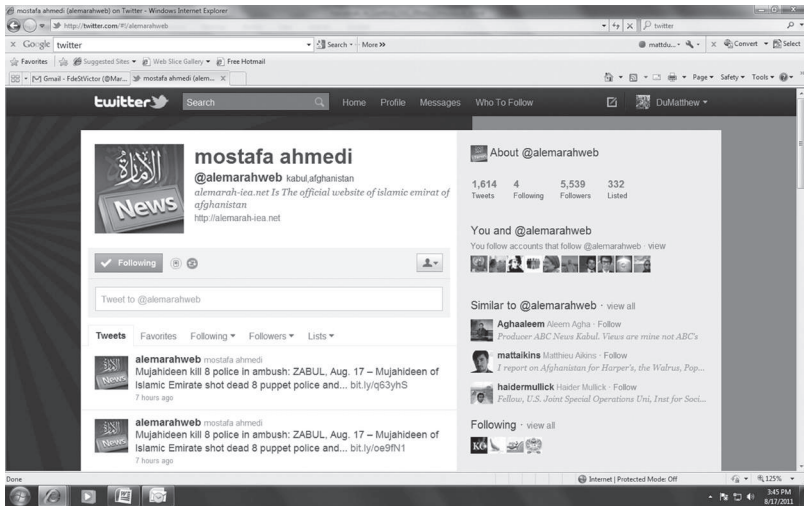 mostafa ahmedi (alemarahweb) on Twitter - Windows Internet Explorer
http://twitter.com/#!/alemarahweb
twitter
Google
twitter
Search
More >>
mattdu...
Convert
Select
Favorites
Suggested Sites
Web Slice Gallery
Free Hotmail
Gmail - FdeStVictor (@Mar...
mostafa ahmedi (alem...
Page
Safety
Tools
twitter
Search
Home
Profile
Messages
Who To Follow
DuMatthew
الإمارة
News
mostafa ahmedi
@alemarahweb kabul,afghanistan
alemarah-iea.net Is The official website of islamic emirat of
afghanistan
http://alemarah-iea.net
Following
Tweet to @alemarahweb
Tweets
Favorites
Following
Followers
Lists
alemarahweb mostafa ahmedi
Mujahideen kill 8 police in ambush: ZABUL, Aug. 17 – Mujahideen of
Islamic Emirate shot dead 8 puppet police and... bit.ly/q63yhS
7 hours ago
alemarahweb mostafa ahmedi
Mujahideen kill 8 police in ambush: ZABUL, Aug. 17 – Mujahideen of
Islamic Emirate shot dead 8 puppet police and... bit.ly/oe9fN1
7 hours ago
About @alemarahweb
1,614 4 5,539 332
Tweets Following Followers Listed
You and @alemarahweb
You follow accounts that follow @alemarahweb · view
Similar to @alemarahweb · view all
Aghaaleem Aleem Agha · Follow
Producer ABC News Kabul. Views are mine not ABC's
mattaikins Matthieu Aikins · Follow
I report on Afghanistan for Harper's, the Walrus, Pop...
haidermullick Haider Mullick · Follow
Fellow, U.S. Joint Special Operations Uni, Inst for Soci...
Following · view all
Done
Internet | Protected Mode: Off
125%
3:45 PM
8/17/2011